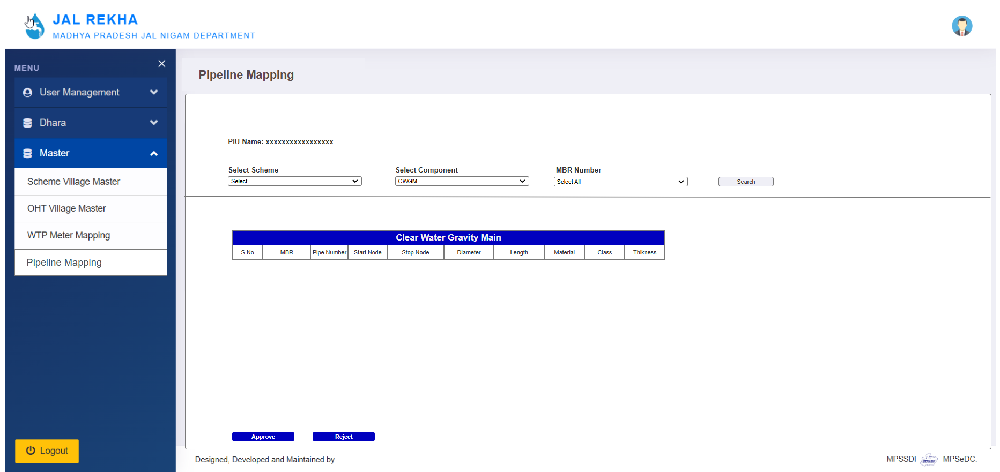 JAL REKHA
MADHYA PRADESH JAL NIGAM DEPARTMENT
MENU
User Management
Dhara
Master
Scheme Village Master
OHT Village Master
WTP Meter Mapping
Pipeline Mapping
Logout
Pipeline Mapping
PIU Name: xxxxxxxxxxxxxxxxx
Select Scheme Select Component MBR Number
Select CWGM Select All Search
Clear Water Gravity Main
S.No MBR Pipe Number Start Node Stop Node Diameter Length Material Class Thikness
Approve Reject
Designed, Developed and Maintained by MPSSDI MPSeDC.